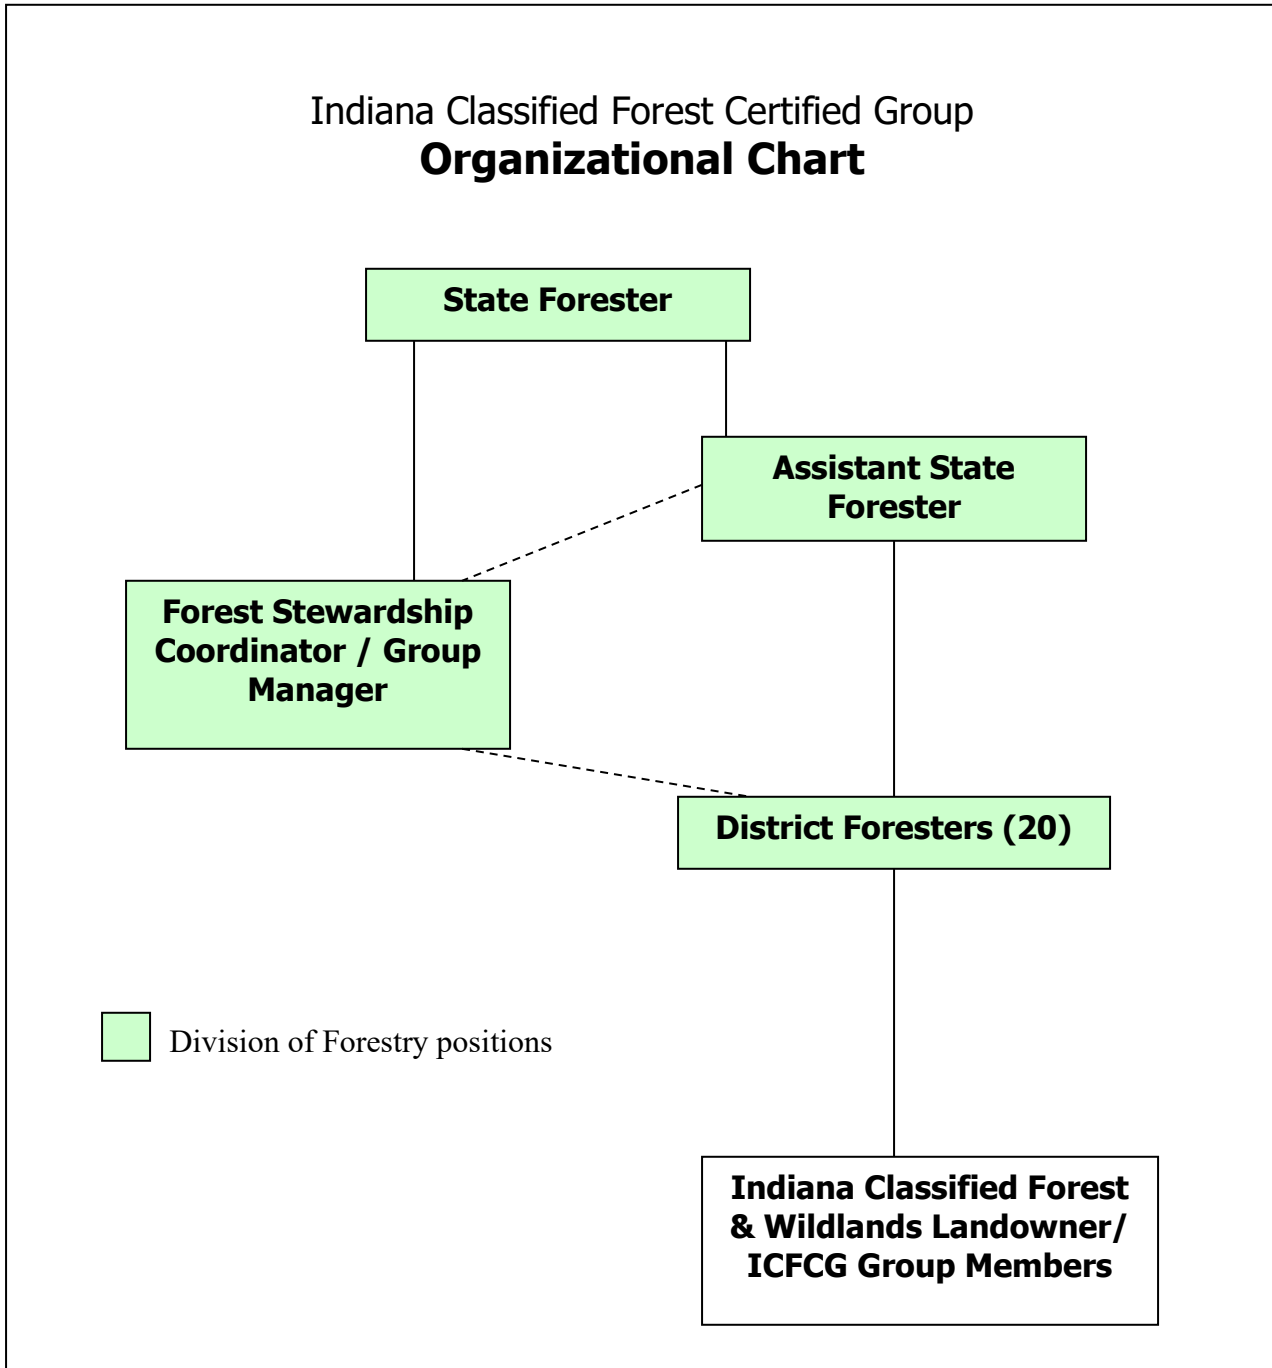 Indiana Classified Forest Certified Group
Organizational Chart
State Forester
Assistant State
Forester
Forest Stewardship
Coordinator / Group
Manager
District Foresters (20)
Division of Forestry positions
Indiana Classified Forest
& Wildlands Landowner/
ICFCG Group Members